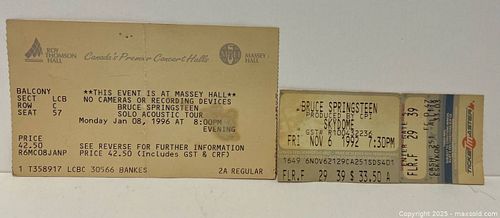 ROY
THOMSON
HALL
Canada's Premier Concert Halls
MASSEY
HALL
BALCONY
SECT LCB
ROW C
SEAT 57
**THIS EVENT IS AT MASSEY HALL**
NO CAMERAS OR RECORDING DEVICES
BRUCE SPRINGSTEEN
SOLO ACOUSTIC TOUR
Monday Jan 08, 1996 at 8:00PM
EVENING
PRICE
42.50
R6MC08JANP
SEE REVERSE FOR FURTHER INFORMATION
PRICE 42.50 (Includes GST & CRF)
1 T358917 LCBC 30566 BANKES
2A REGULAR
BRUCE SPRINGSTEEN
PRODUCED BY CPI
SKYDOME
FRI NOV 6 1992 7:30PM
FLR.F 29 39 $ 33.50 A
FLR.F
29
39
TICKETMASTER
Copyright 2025 - maxsold.com